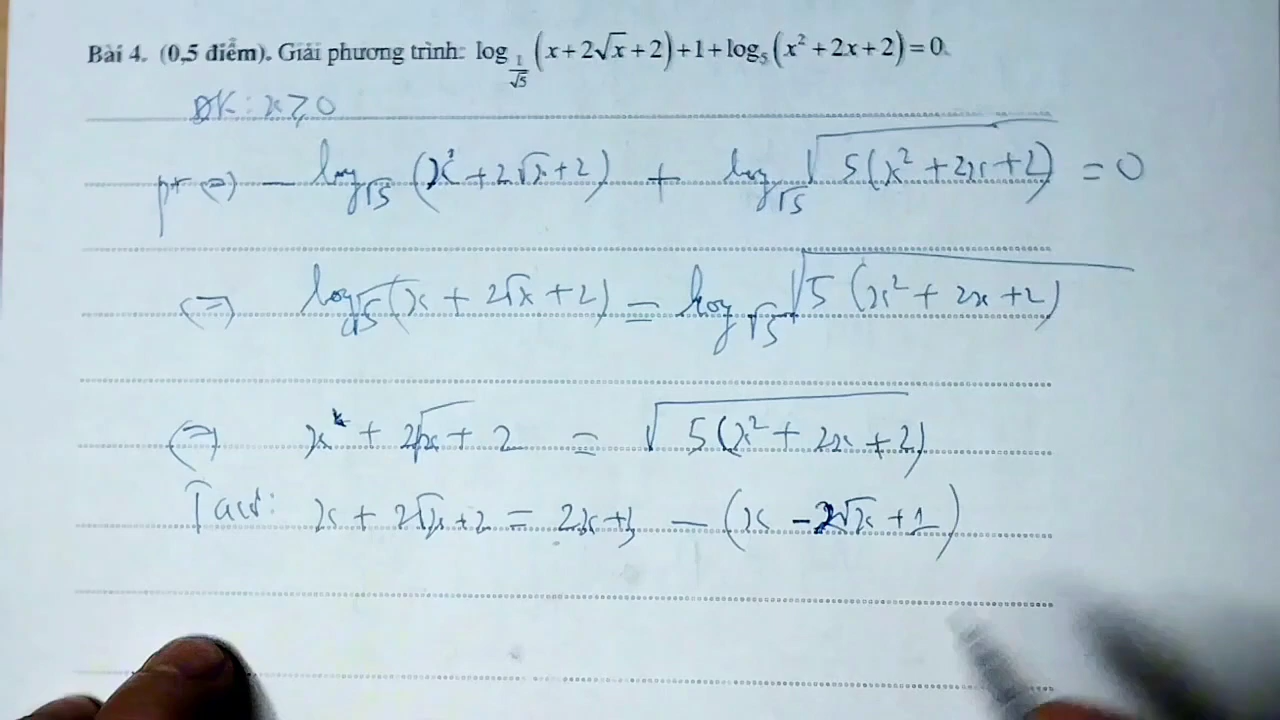 Bài 4. (0,5 điểm). Giải phương trình: log_{1/√5}(x+2√x+2)+1+log₅(x²+2x+2)=0.
ĐK: x ≥ 0
pt ⇔ - log_{√5}(x²+2√x+2) + log_{√5}√(5(x²+2x+2)) = 0
⇔ log_{√5}(x+2√x+2) = log_{√5}√(5(x²+2x+2))
⇔ x + 2√x + 2 = √(5(x²+2x+2))
Ta có: x + 2√x + 2 = 2x+3 - (x - 2√x + 1)